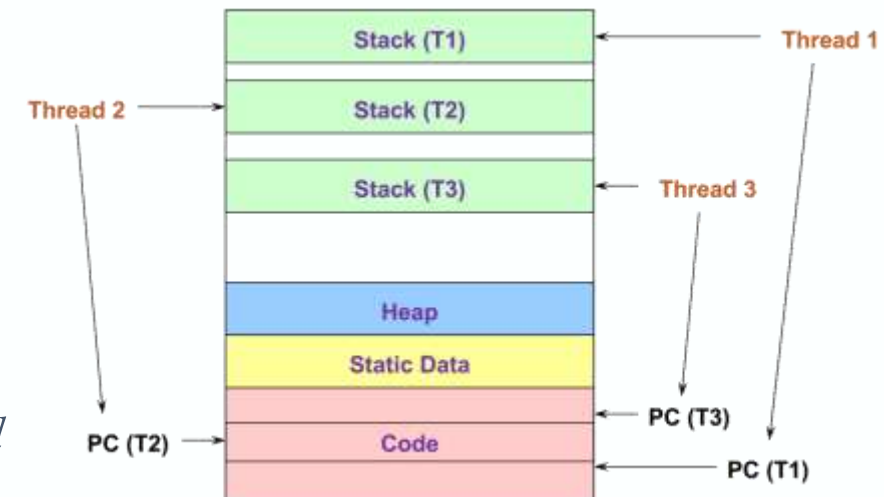 Stack (T1)
Thread 1
Thread 2
Stack (T2)
Stack (T3)
Thread 3
Heap
Static Data
PC (T3)
PC (T2)
Code
PC (T1)